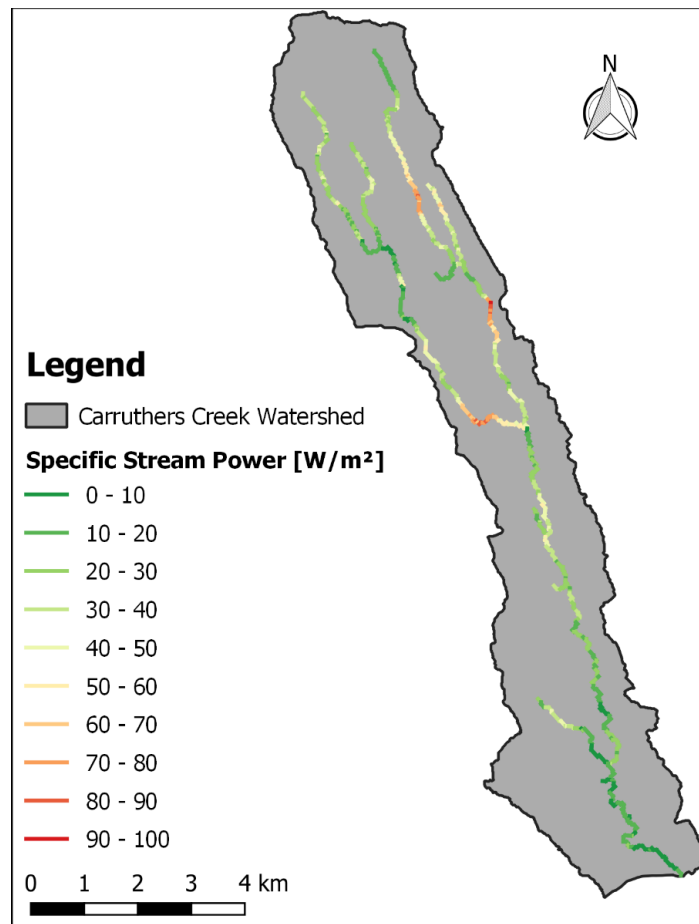 N
Legend
Carruthers Creek Watershed
Specific Stream Power [W/m²]
0 - 10
10 - 20
20 - 30
30 - 40
40 - 50
50 - 60
60 - 70
70 - 80
80 - 90
90 - 100
0 1 2 3 4 km